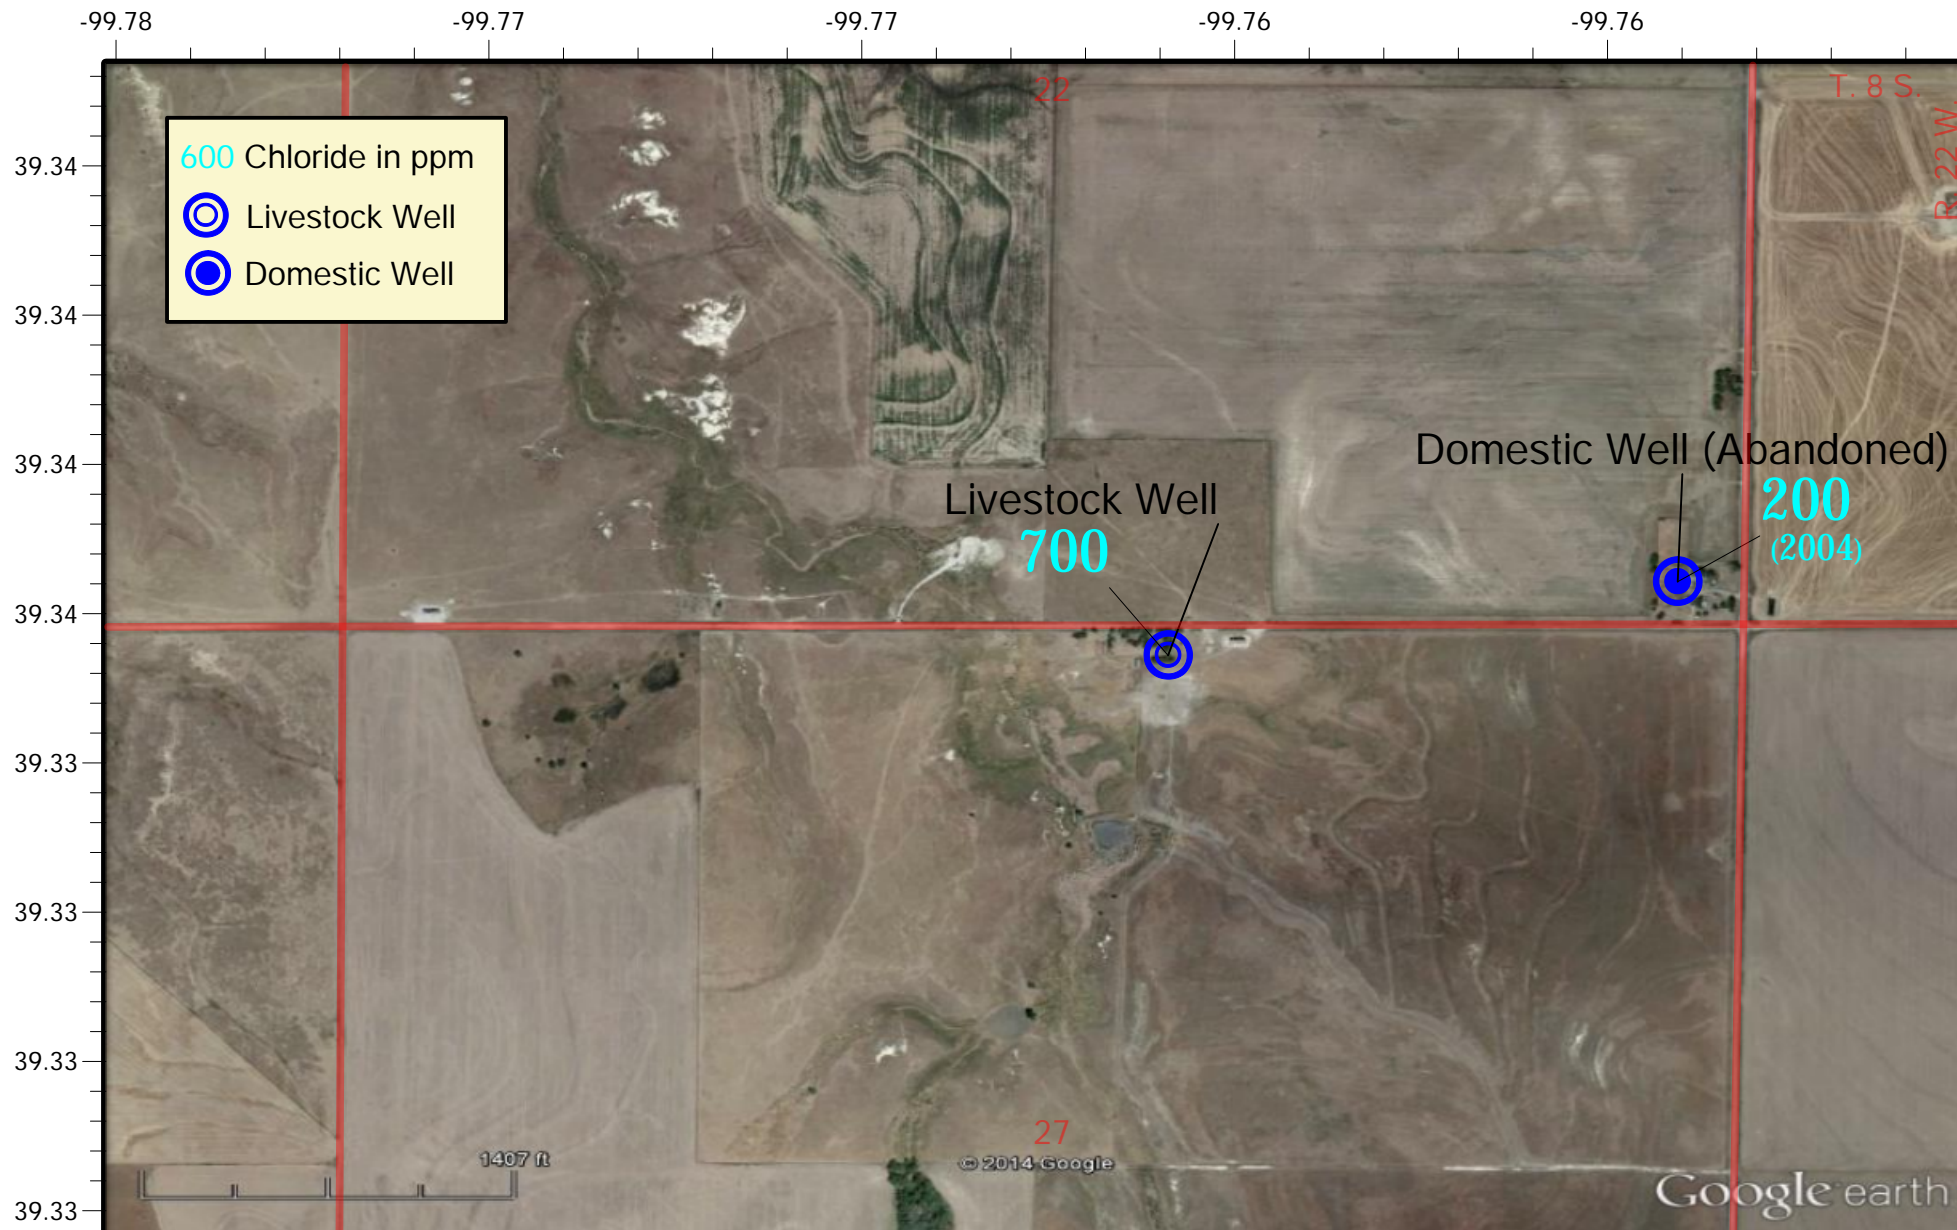 -99.78 -99.77 -99.77 -99.76 -99.76
22
T. 8 S.
R. 22 W.
600 Chloride in ppm
Livestock Well
Domestic Well
39.34
39.34
39.34
39.34
39.33
39.33
39.33
39.33
Domestic Well (Abandoned)
200
(2004)
Livestock Well
700
27
1407 ft
© 2014 Google
Google earth